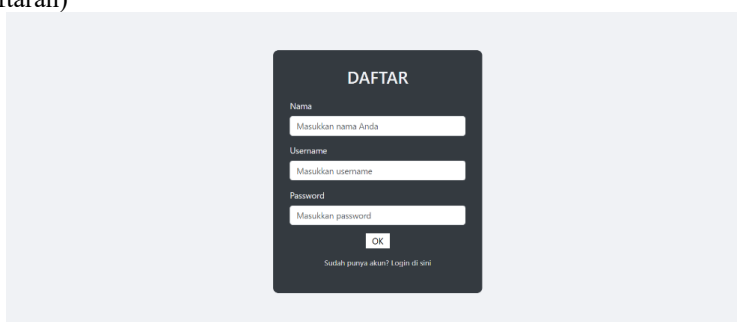 DAFTAR
Nama
Masukkan nama Anda
Username
Masukkan username
Password
Masukkan password
OK
Sudah punya akun? Login di sini